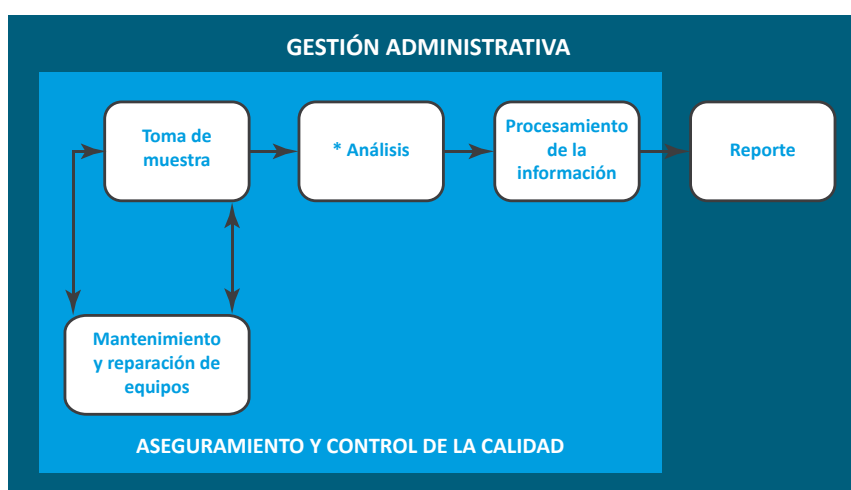 GESTIÓN ADMINISTRATIVA
Toma de
muestra
* Análisis
Procesamiento
de la
información
Reporte
Mantenimiento
y reparación de
equipos
ASEGURAMIENTO Y CONTROL DE LA CALIDAD